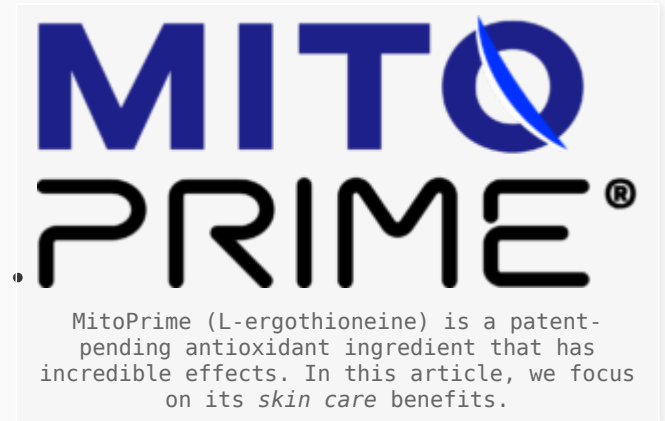 MITO
PRIME®
MitoPrime (L-ergothioneine) is a patent-
pending antioxidant ingredient that has
incredible effects. In this article, we focus
on its skin care benefits.